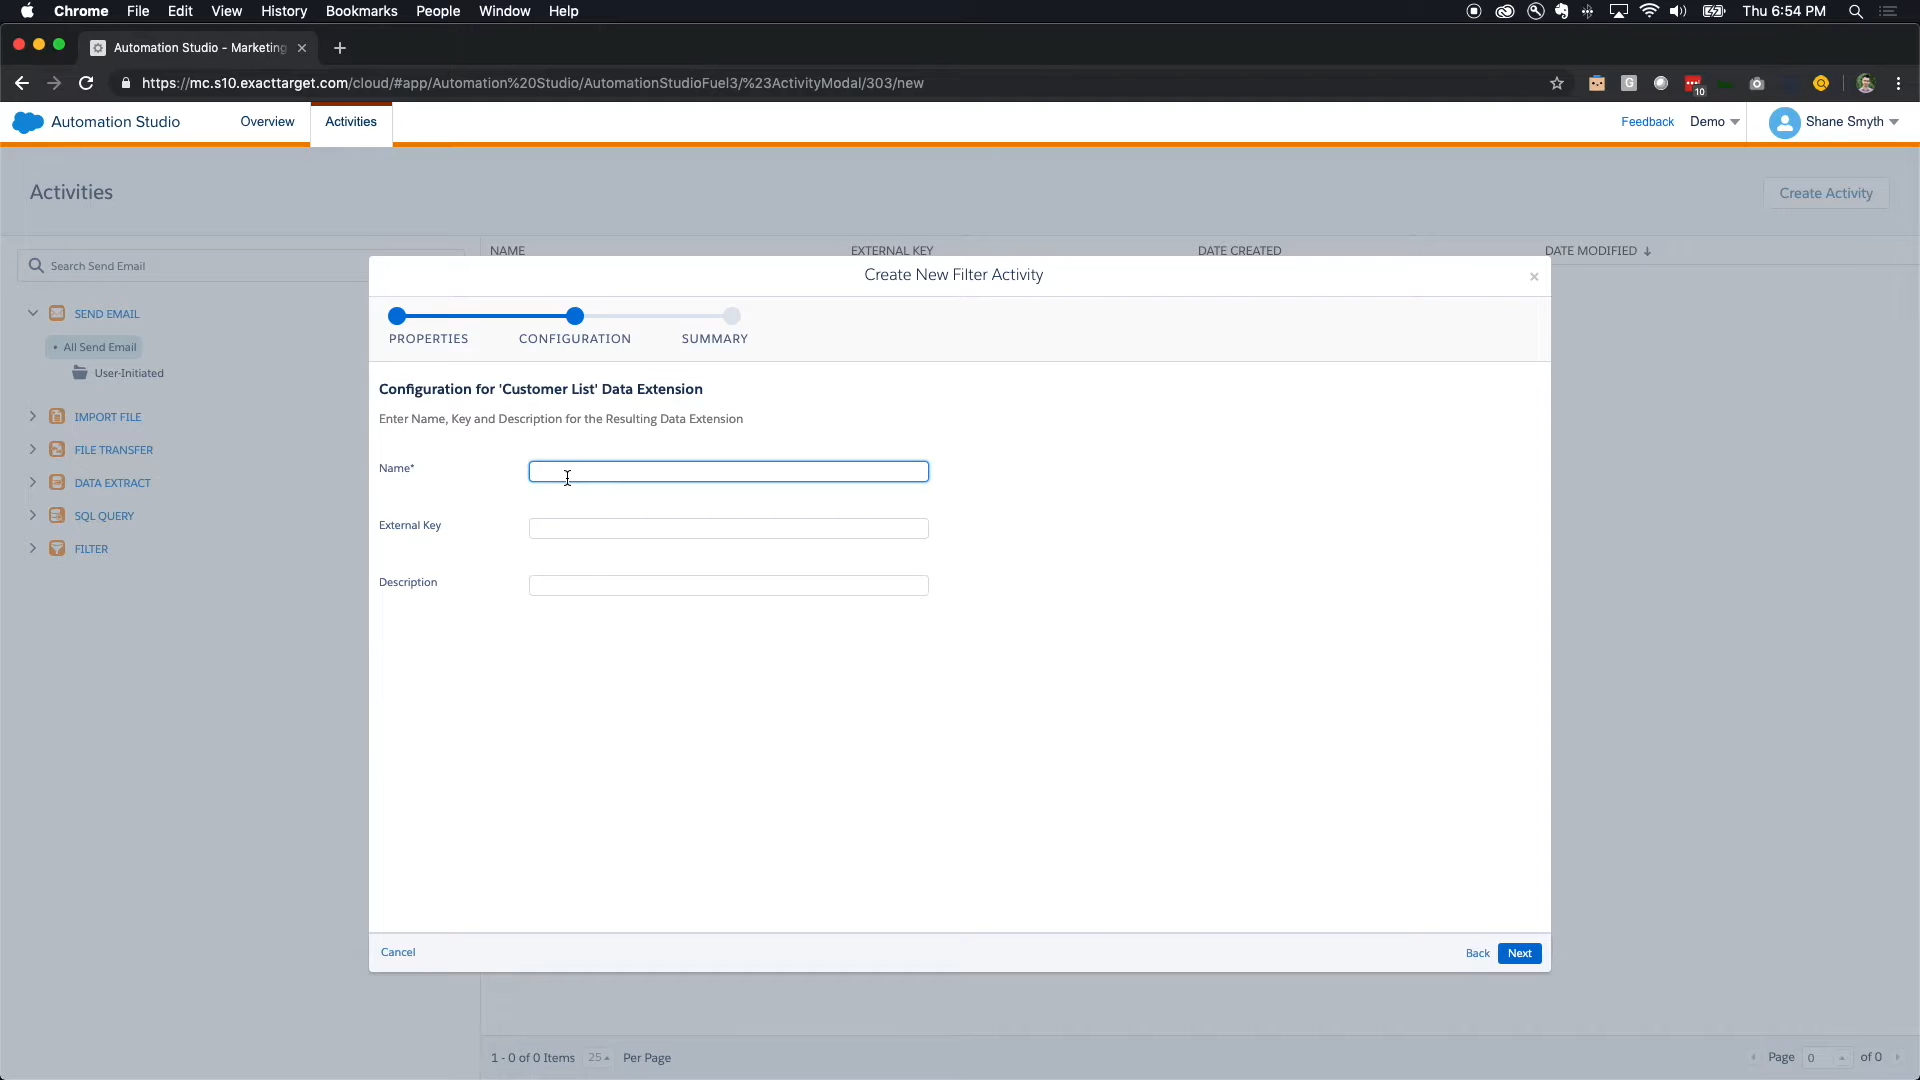 Chrome File Edit View History Bookmarks People Window Help Thu 6:54 PM
Automation Studio - Marketing
https://mc.s10.exacttarget.com/cloud/#app/Automation%20Studio/AutomationStudioFuel3/%23ActivityModal/303/new
10
Automation Studio Overview Activities Feedback Demo Shane Smyth
Activities
Create Activity
Search Send Email
NAME EXTERNAL KEY DATE CREATED DATE MODIFIED
Create New Filter Activity
PROPERTIES CONFIGURATION SUMMARY
SEND EMAIL
All Send Email
User-Initiated
IMPORT FILE
FILE TRANSFER
DATA EXTRACT
SQL QUERY
FILTER
Configuration for 'Customer List' Data Extension
Enter Name, Key and Description for the Resulting Data Extension
Name*
External Key
Description
Cancel Back Next
1 - 0 of 0 Items 25 Per Page Page 0 of 0